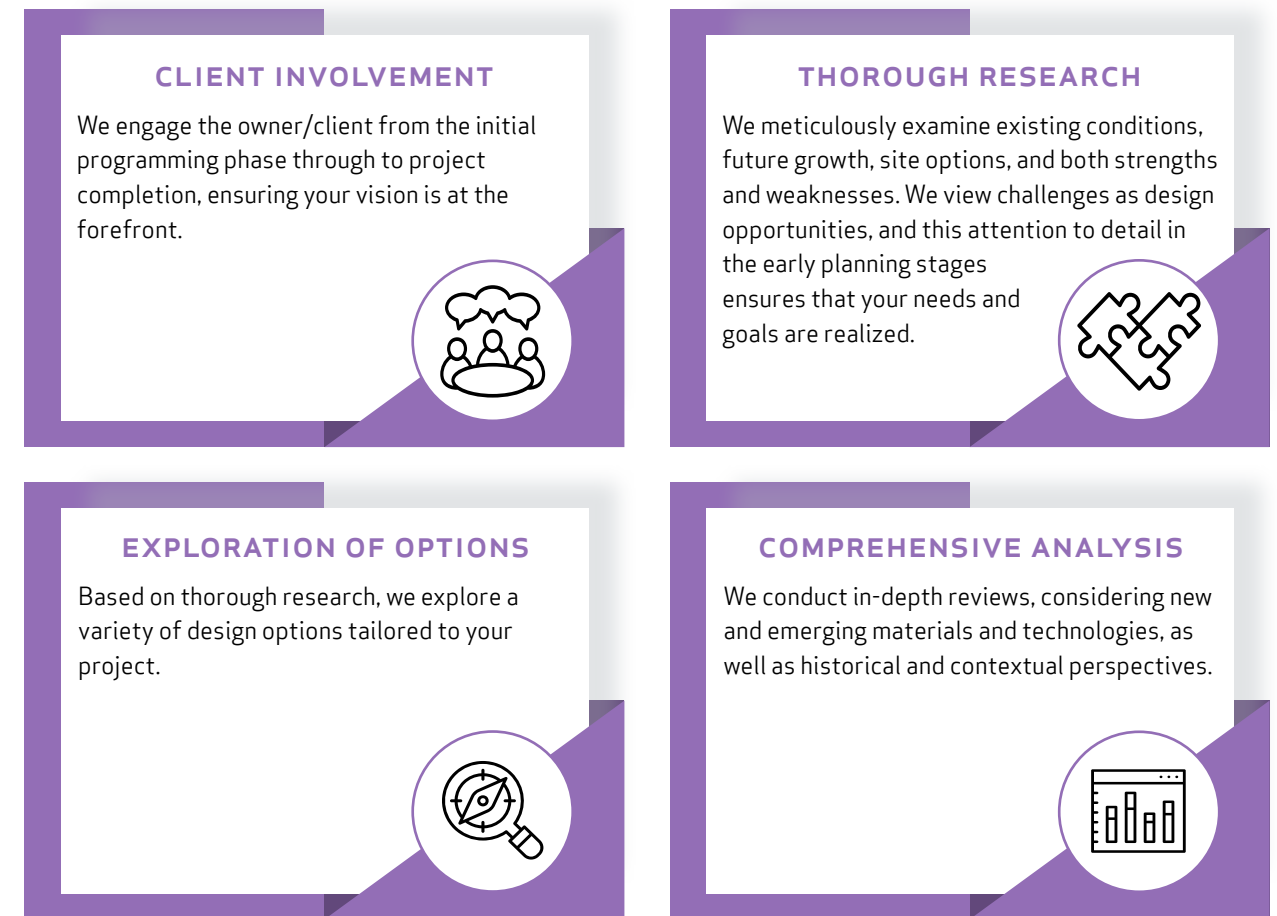 CLIENT INVOLVEMENT
We engage the owner/client from the initial
programming phase through to project
completion, ensuring your vision is at the
forefront.
THOROUGH RESEARCH
We meticulously examine existing conditions,
future growth, site options, and both strengths
and weaknesses. We view challenges as design
opportunities, and this attention to detail in
the early planning stages
ensures that your needs and
goals are realized.
EXPLORATION OF OPTIONS
Based on thorough research, we explore a
variety of design options tailored to your
project.
COMPREHENSIVE ANALYSIS
We conduct in-depth reviews, considering new
and emerging materials and technologies, as
well as historical and contextual perspectives.